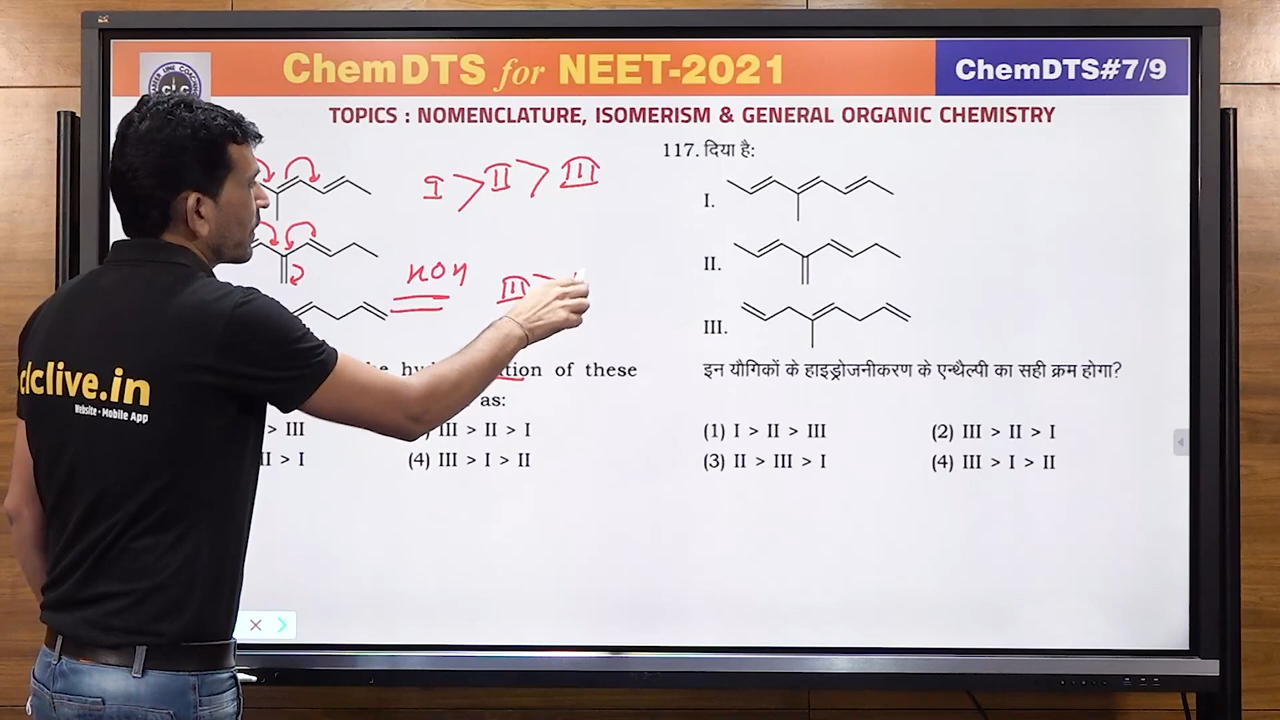 ChemDTS for NEET-2021
ChemDTS#7/9
TOPICS : NOMENCLATURE, ISOMERISM & GENERAL ORGANIC CHEMISTRY
I > II > III
non
III >
of these
as:
> III
III > II > I
II > I
(4) III > I > II
117. दिया है:
I.
II.
III.
इन यौगिकों के हाइड्रोजनीकरण के एन्थैल्पी का सही क्रम होगा?
(1) I > II > III
(2) III > II > I
(3) II > III > I
(4) III > I > II
clclive.in
Website • Mobile App